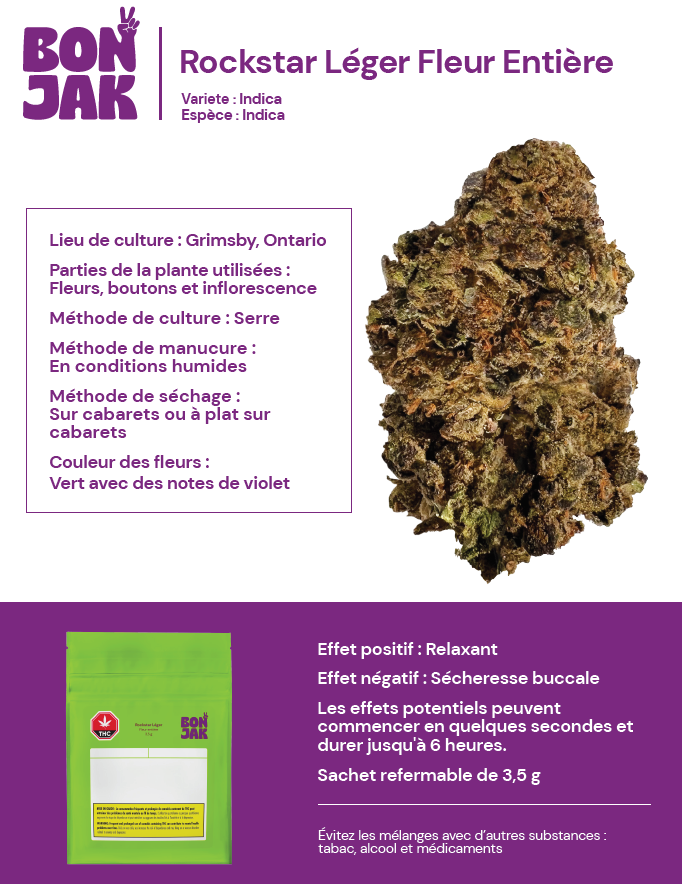 BON
JAK
Rockstar Léger Fleur Entière
Variete : Indica
Espèce : Indica
Lieu de culture : Grimsby, Ontario
Parties de la plante utilisées :
Fleurs, boutons et inflorescence
Méthode de culture : Serre
Méthode de manucure :
En conditions humides
Méthode de séchage :
Sur cabarets ou à plat sur
cabarets
Couleur des fleurs :
Vert avec des notes de violet
THC
Rockstar Léger
3.5 g
BON
JAK
Effet positif : Relaxant
Effet négatif : Sécheresse buccale
Les effets potentiels peuvent
commencer en quelques secondes et
durer jusqu'à 6 heures.
Sachet refermable de 3,5 g
Évitez les mélanges avec d'autres substances :
tabac, alcool et médicaments